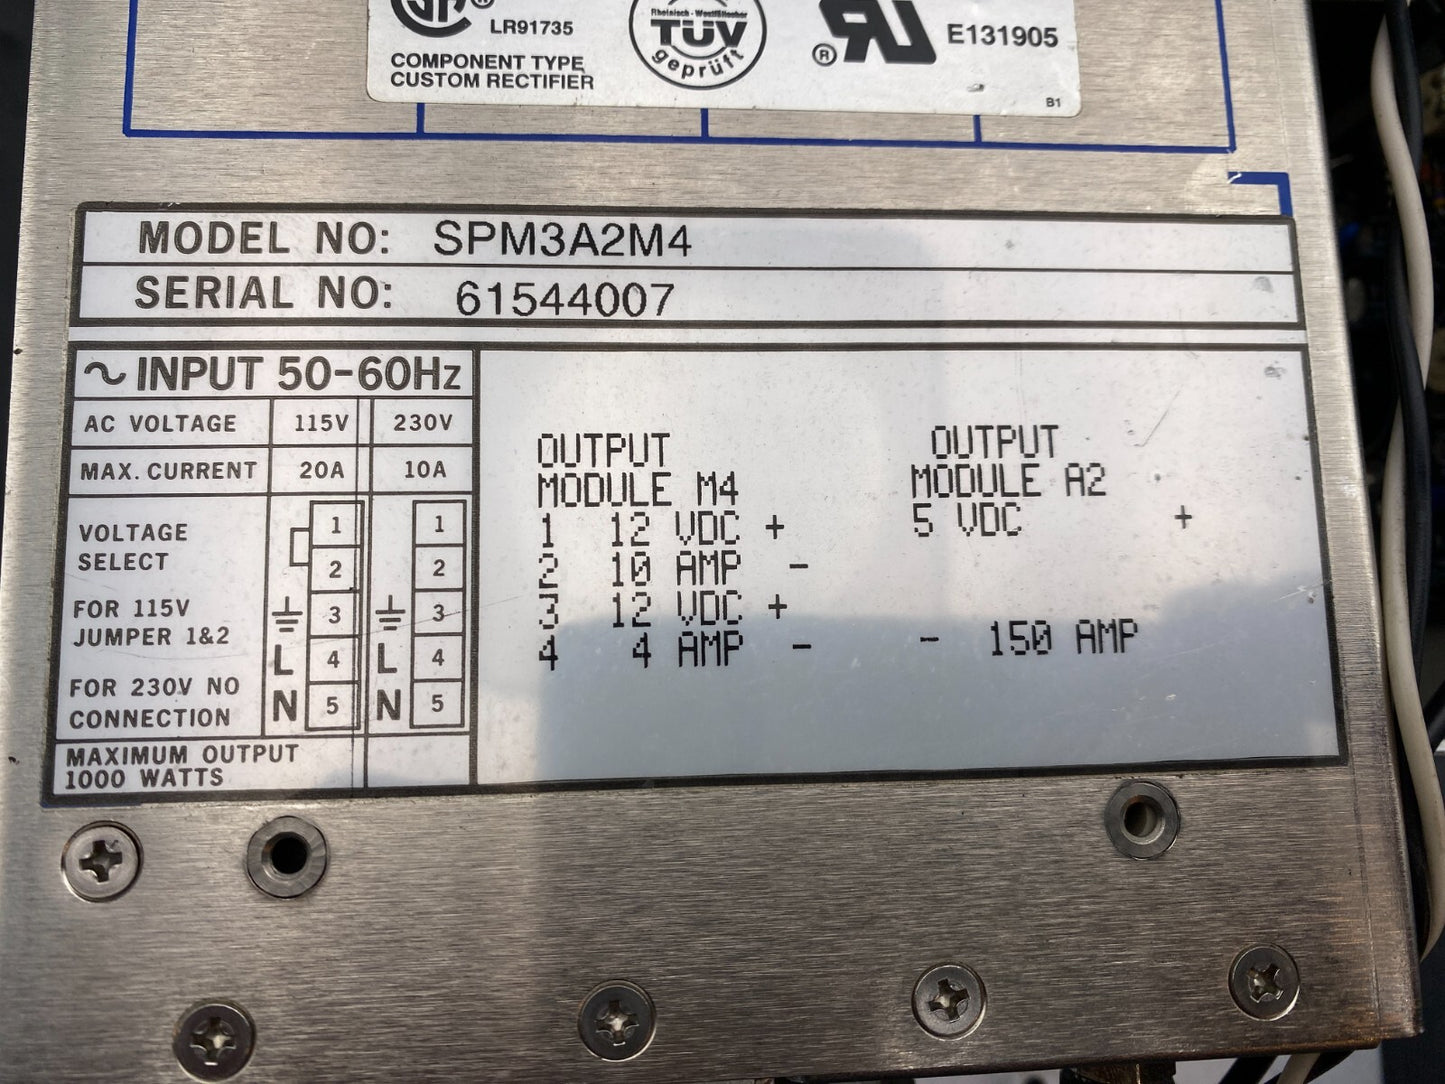 LR91735
COMPONENT TYPE
CUSTOM RECTIFIER
Rheinisch - Westfälischer
TÜV
geprüft
®
E131905
B1
MODEL NO: SPM3A2M4
SERIAL NO: 61544007
~ INPUT 50-60Hz
AC VOLTAGE 115V 230V
MAX. CURRENT 20A 10A
VOLTAGE
SELECT
FOR 115V
JUMPER 1&2
FOR 230V NO
CONNECTION
1 1
2 2
3 3
L 4 L 4
N 5 N 5
MAXIMUM OUTPUT
1000 WATTS
OUTPUT
MODULE M4
1 12 VDC +
2 10 AMP -
3 12 VDC +
4 4 AMP -
OUTPUT
MODULE A2
5 VDC +
- 150 AMP